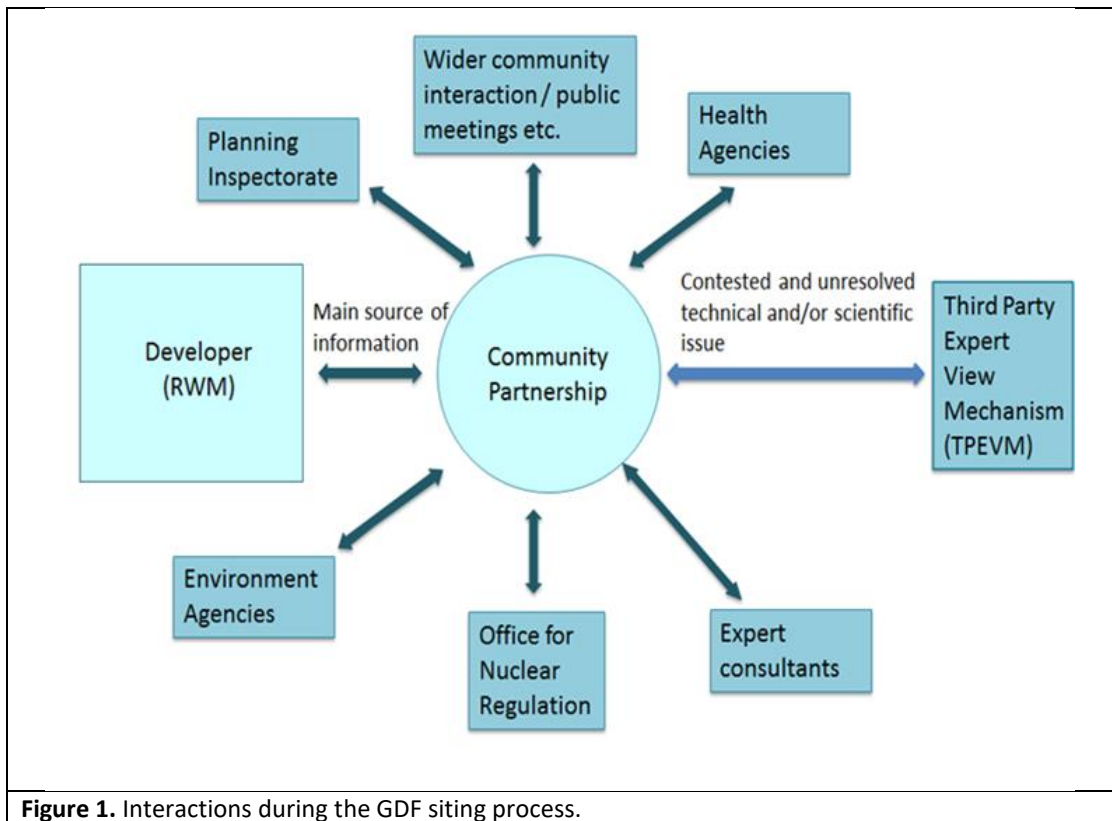 Wider community
interaction / public
meetings etc.
Health
Agencies
Planning
Inspectorate
Contested and unresolved
technical and/or scientific
issue
Third Party
Expert
View
Mechanism
(TPEVM)
Main source of
information
Developer
(RWM)
Community
Partnership
Environment
Agencies
Office for
Nuclear
Regulation
Expert
consultants
Figure 1. Interactions during the GDF siting process.